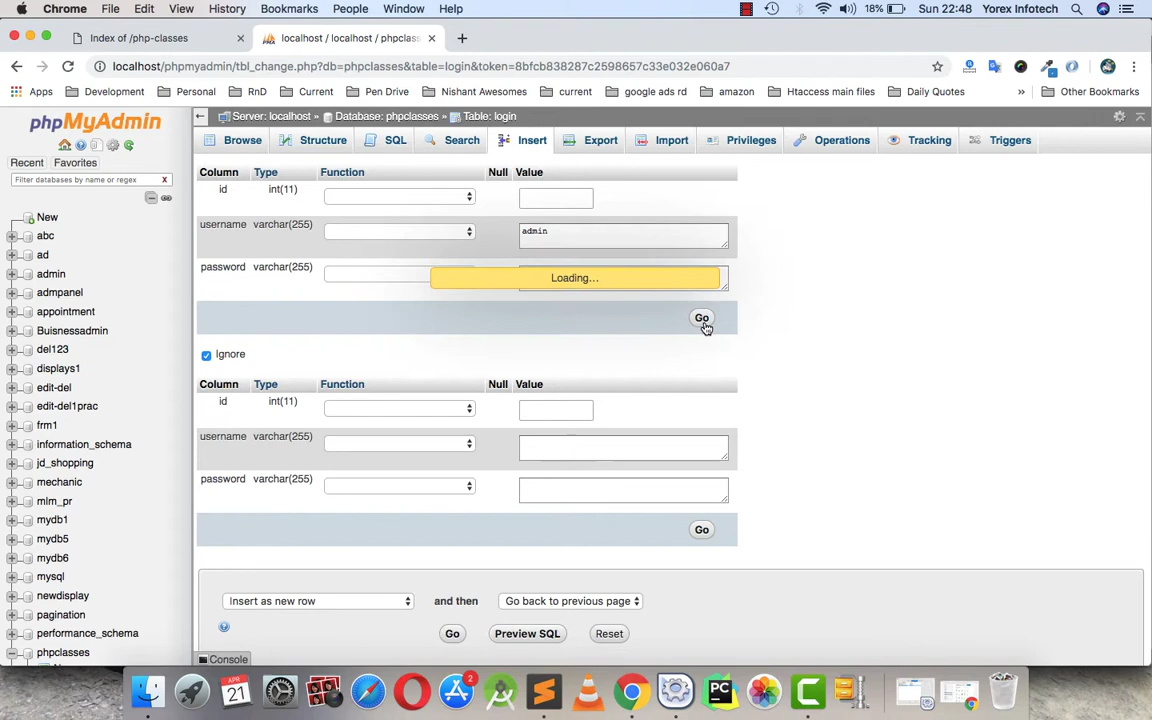 Chrome File Edit View History Bookmarks People Window Help 18% Sun 22:48 Yorex Infotech
Index of /php-classes
localhost / localhost / phpclass
localhost/phpmyadmin/tbl_change.php?db=phpclasses&table=login&token=8bfcb838287c2598657c33e032e060a7
Apps Development Personal RnD Current Pen Drive Nishant Awesomes current google ads rd amazon Htaccess main files Daily Quotes » Other Bookmarks
phpMyAdmin
Recent Favorites
Filter databases by name or regex X
New
abc
ad
admin
admpanel
appointment
Buisnessadmin
del123
displays1
edit-del
edit-del1prac
frm1
information_schema
jd_shopping
mechanic
mlm_pr
mydb1
mydb5
mydb6
mysql
newdisplay
pagination
performance_schema
phpclasses
Server: localhost » Database: phpclasses » Table: login
Browse Structure SQL Search Insert Export Import Privileges Operations Tracking Triggers
Column Type Function Null Value
id int(11)
username varchar(255) admin
password varchar(255)
Loading...
Go
Ignore
Column Type Function Null Value
id int(11)
username varchar(255)
password varchar(255)
Go
Insert as new row and then Go back to previous page
Go Preview SQL Reset
Console
APR
21
2
PC